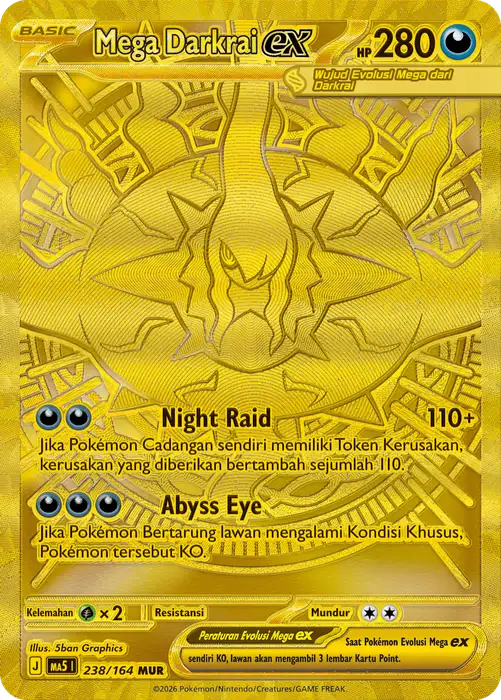 BASIC
Mega Darkrai ex
HP 280
Wujud Evolusi Mega dari
Darkrai
Night Raid 110+
Jika Pokémon Cadangan sendiri memiliki Token Kerusakan,
kerusakan yang diberikan bertambah sejumlah 110.
Abyss Eye
Jika Pokémon Bertarung lawan mengalami Kondisi Khusus,
Pokémon tersebut KO.
Kelemahan ×2 Resistansi Mundur
Illus. 5ban Graphics
Peraturan Evolusi Mega ex
Saat Pokémon Evolusi Mega ex
sendiri KO, lawan akan mengambil 3 lembar Kartu Point.
J MA5 I 238/164 MUR
©2026 Pokémon/Nintendo/Creatures/GAME FREAK.